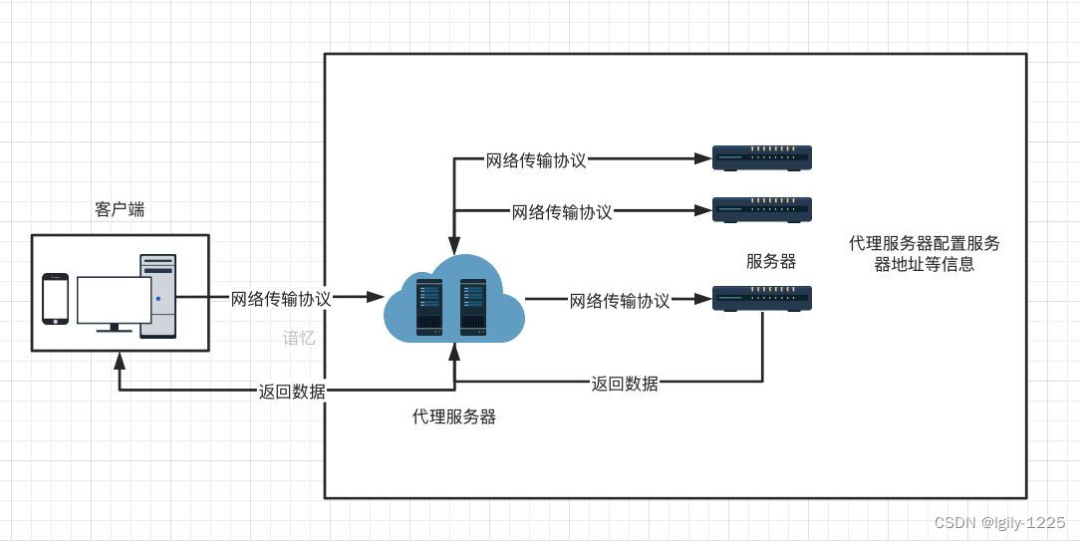 网络传输协议
网络传输协议
客户端
代理服务器配置服务
器地址等信息
服务器
网络传输协议
网络传输协议
谙忆
返回数据
返回数据
代理服务器
CSDN @lgily-1225